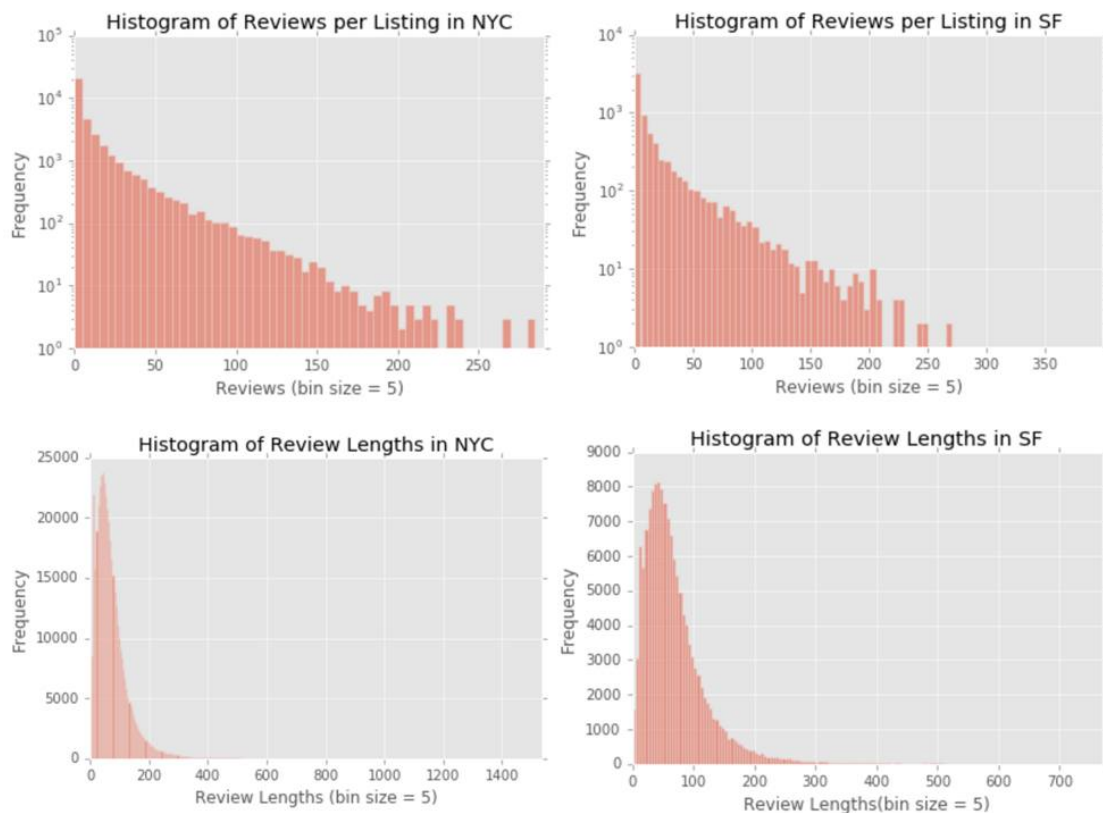 Histogram of Reviews per Listing in NYC
10^5
10^4
10^3
10^2
10^1
10^0
Frequency
0 50 100 150 200 250
Reviews (bin size = 5)
Histogram of Reviews per Listing in SF
10^4
10^3
10^2
10^1
10^0
Frequency
0 50 100 150 200 250 300 350
Reviews (bin size = 5)
Histogram of Review Lengths in NYC
25000
20000
15000
10000
5000
0
Frequency
0 200 400 600 800 1000 1200 1400
Review Lengths (bin size = 5)
Histogram of Review Lengths in SF
9000
8000
7000
6000
5000
4000
3000
2000
1000
0
Frequency
0 100 200 300 400 500 600 700
Review Lengths(bin size = 5)